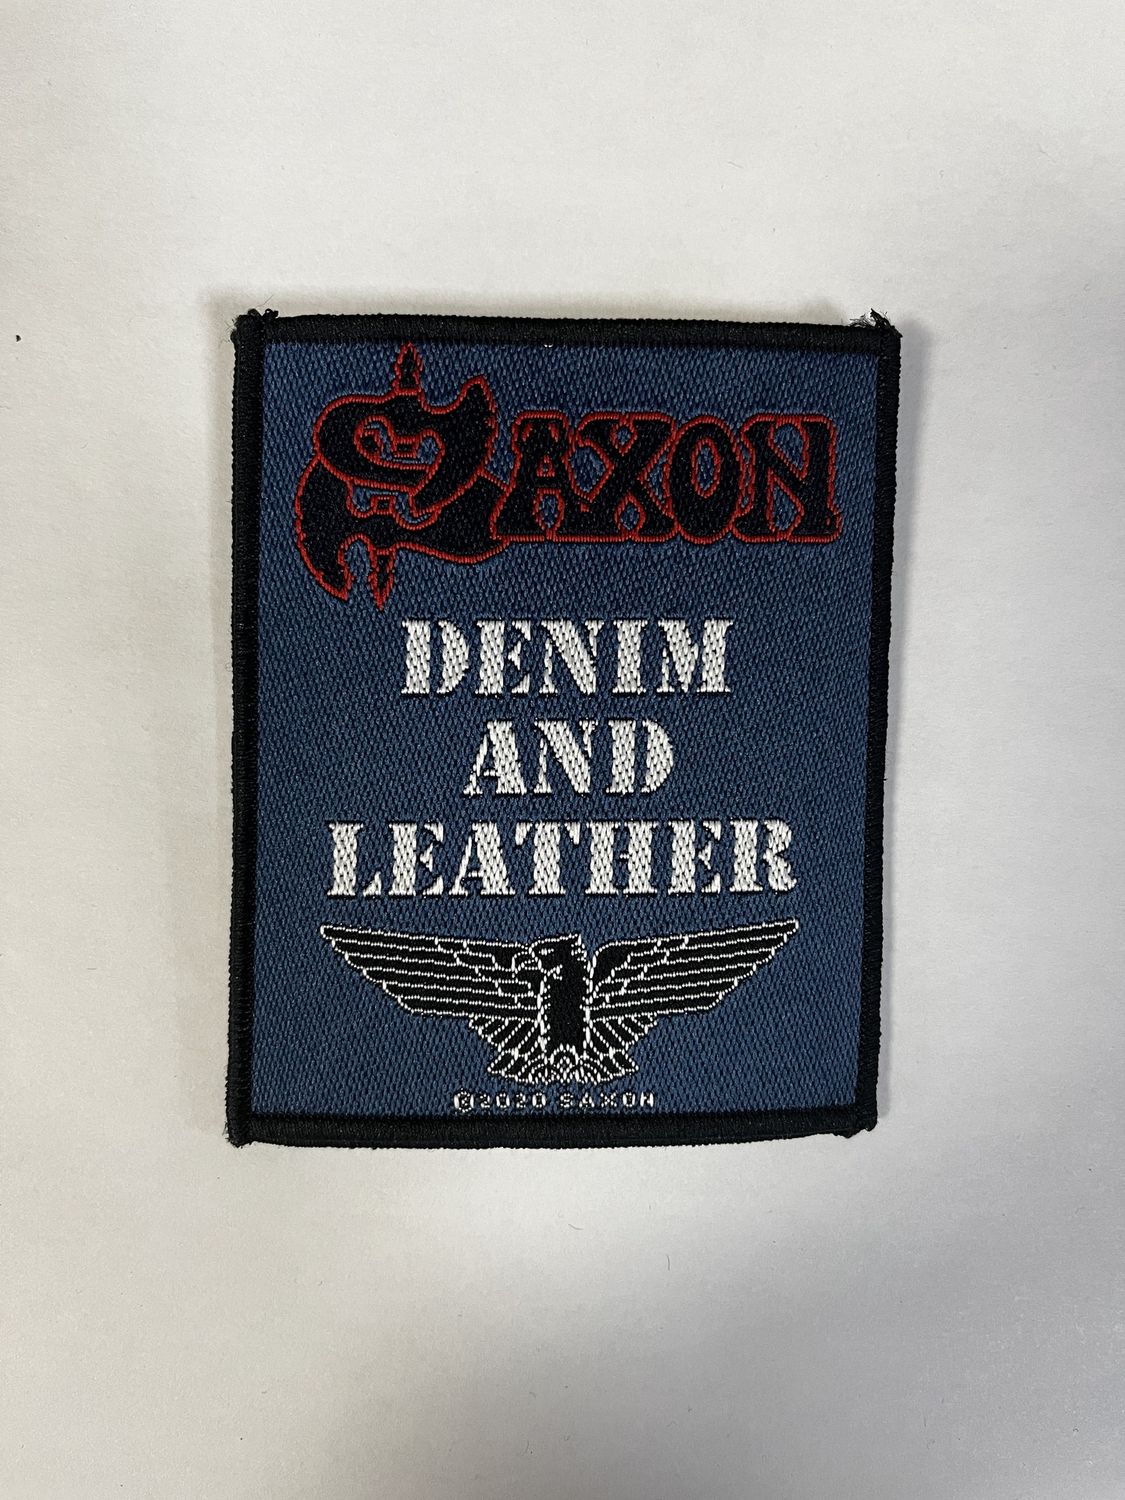 SAXON
DENIM
AND
LEATHER
©2020 SAXON